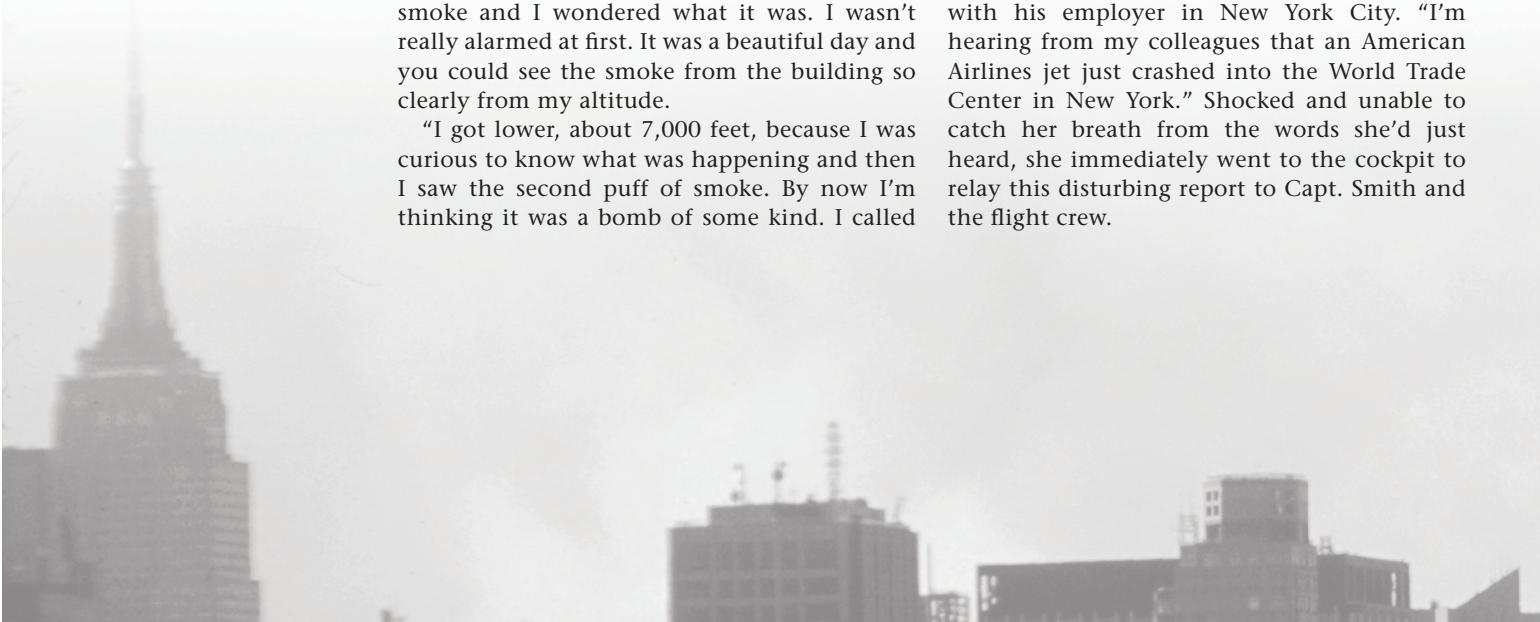 smoke and I wondered what it was. I wasn’t
really alarmed at first. It was a beautiful day and
you could see the smoke from the building so
clearly from my altitude.
“I got lower, about 7,000 feet, because I was
curious to know what was happening and then
I saw the second puff of smoke. By now I’m
thinking it was a bomb of some kind. I called
with his employer in New York City. “I’m
hearing from my colleagues that an American
Airlines jet just crashed into the World Trade
Center in New York.” Shocked and unable to
catch her breath from the words she’d just
heard, she immediately went to the cockpit to
relay this disturbing report to Capt. Smith and
the flight crew.